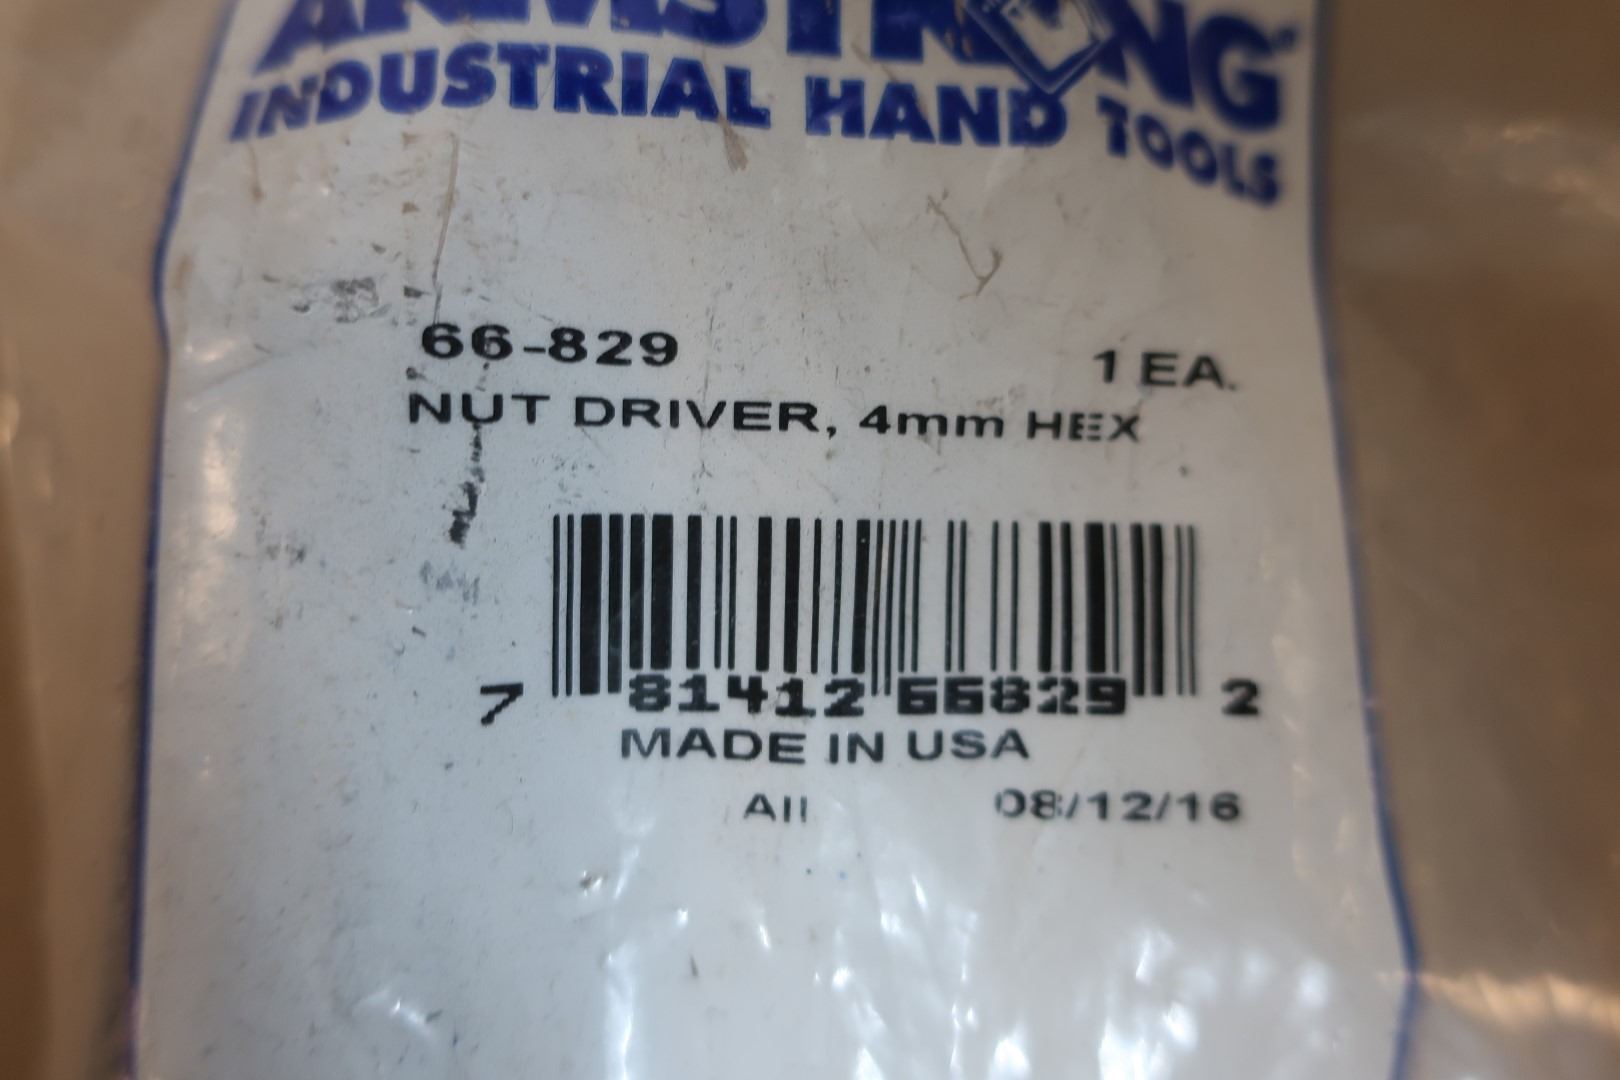 ARMSTRONG®
INDUSTRIAL HAND TOOLS
66-829 1 EA.
NUT DRIVER, 4mm HEX
7 81412 66829 2
MADE IN USA
All 08/12/16